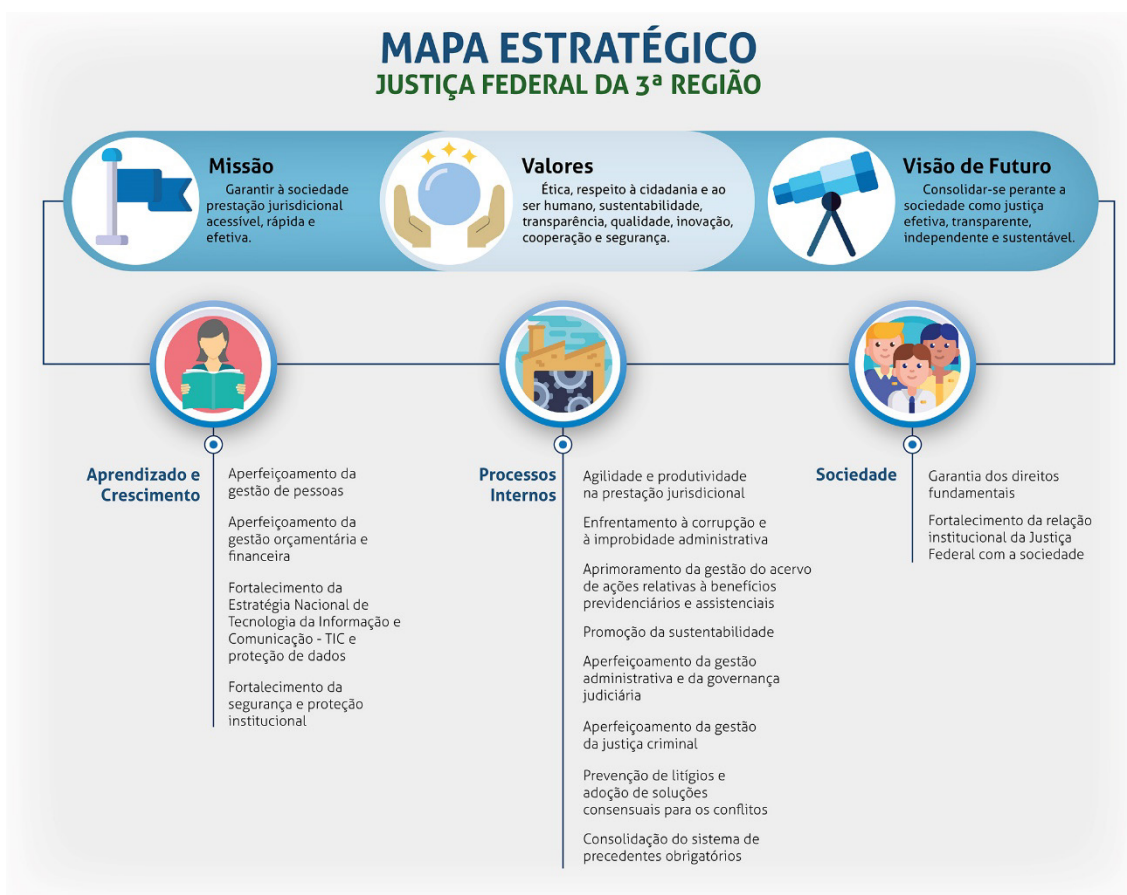 MAPA ESTRATÉGICO
JUSTIÇA FEDERAL DA 3ª REGIÃO
Missão
Garantir à sociedade
prestação jurisdicional
acessível, rápida e
efetiva.
Valores
Ética, respeito à cidadania e ao
ser humano, sustentabilidade,
transparência, qualidade, inovação,
cooperação e segurança.
Visão de Futuro
Consolidar-se perante a
sociedade como justiça
efetiva, transparente,
independente e sustentável.
Aprendizado e
Crescimento
Aperfeiçoamento da
gestão de pessoas
Aperfeiçoamento da
gestão orçamentária e
financeira
Fortalecimento da
Estratégia Nacional de
Tecnologia da Informação e
Comunicação - TIC e
proteção de dados
Fortalecimento da
segurança e proteção
institucional
Processos
Internos
Agilidade e produtividade
na prestação jurisdicional
Enfrentamento à corrupção e
à improbidade administrativa
Aprimoramento da gestão do acervo
de ações relativas à benefícios
previdenciários e assistenciais
Promoção da sustentabilidade
Aperfeiçoamento da gestão
administrativa e da governança
judiciária
Aperfeiçoamento da gestão
da justiça criminal
Prevenção de litígios e
adoção de soluções
consensuais para os conflitos
Consolidação do sistema de
precedentes obrigatórios
Sociedade
Garantia dos direitos
fundamentais
Fortalecimento da relação
institucional da Justiça
Federal com a sociedade